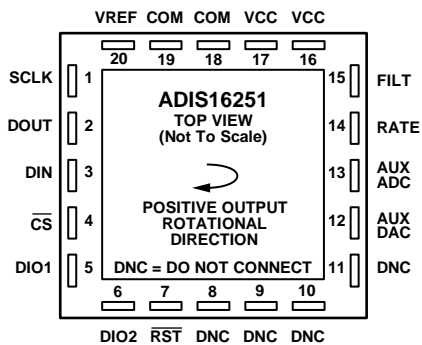 VREF COM COM VCC VCC
20 19 18 17 16
SCLK 1
DOUT 2
DIN 3
C̅S̅ 4
DIO1 5
ADIS16251
TOP VIEW
(Not To Scale)
POSITIVE OUTPUT
ROTATIONAL
DIRECTION
DNC = DO NOT CONNECT
15 FILT
14 RATE
13 AUX
ADC
12 AUX
DAC
11 DNC
6 7 8 9 10
DIO2 R̅S̅T̅ DNC DNC DNC